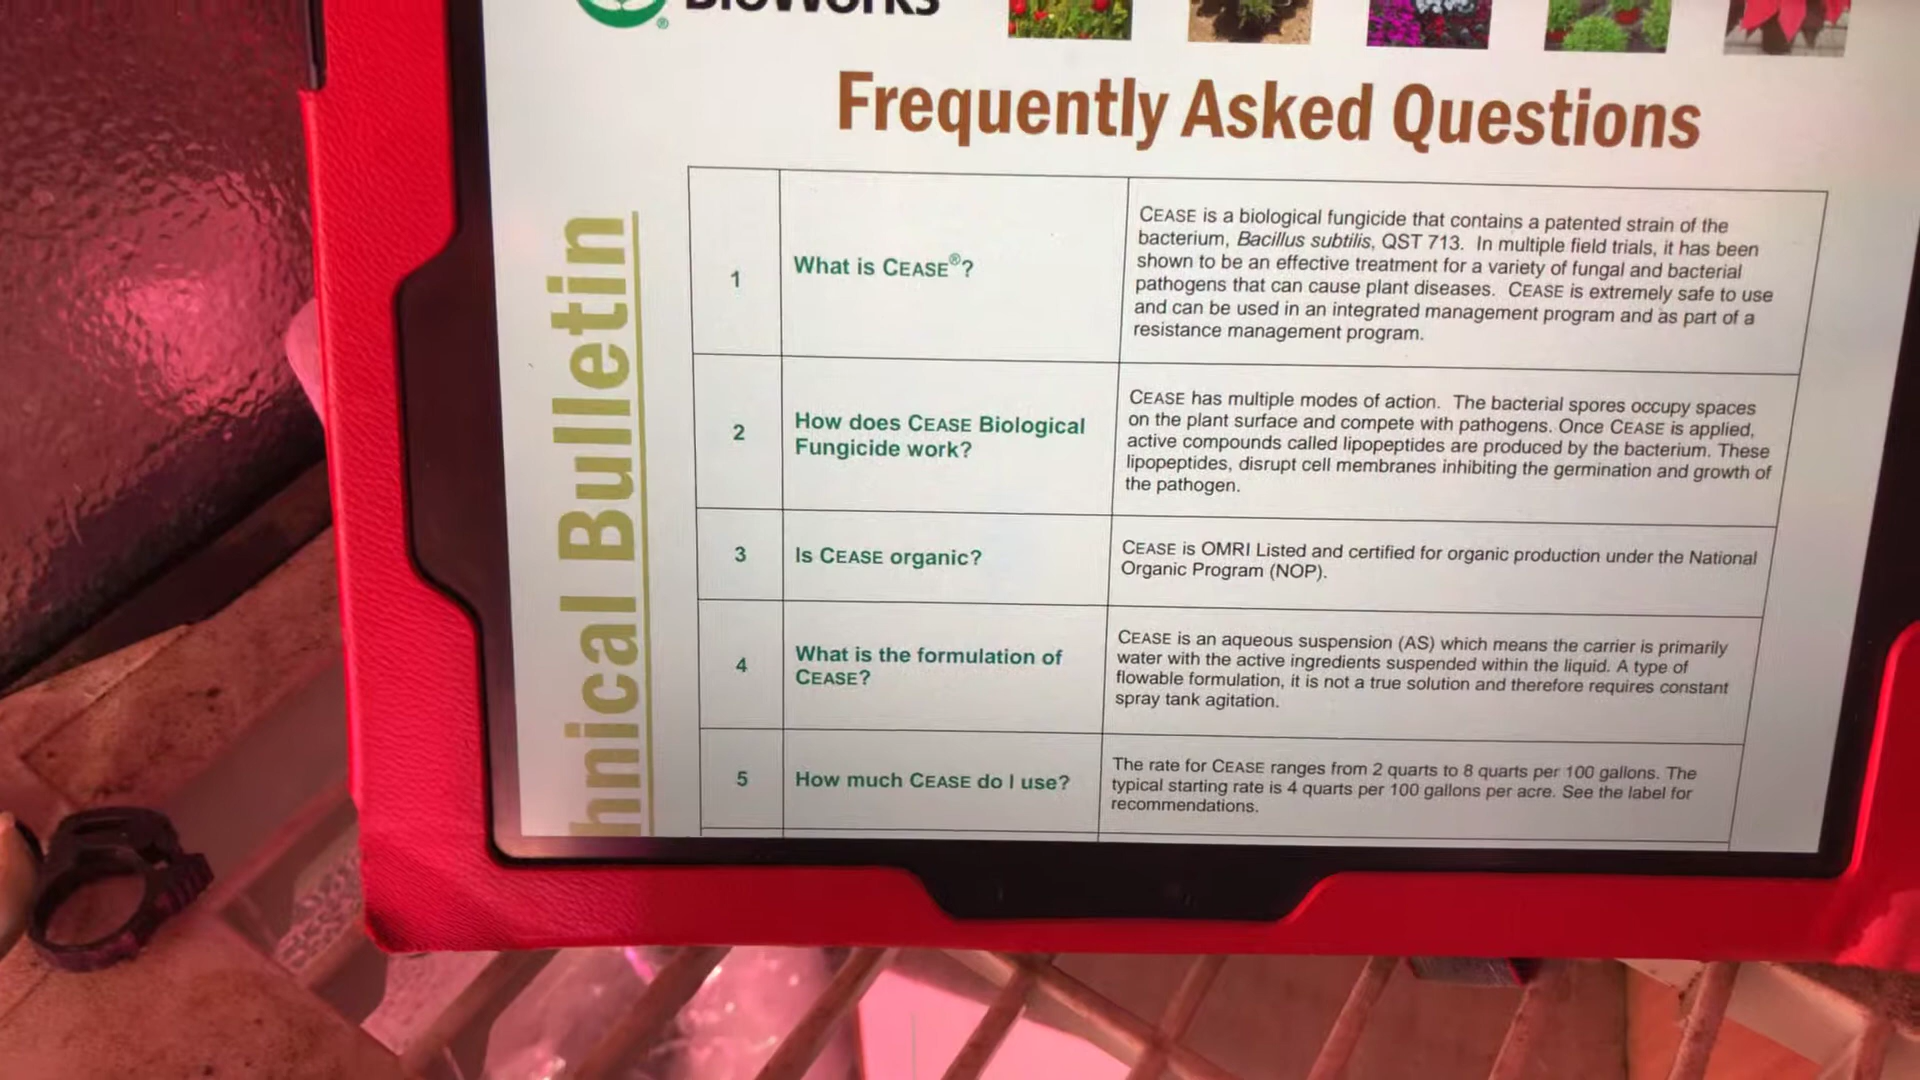 BioWorks
®
Frequently Asked Questions
hnical Bulletin
1
What is CEASE®?
CEASE is a biological fungicide that contains a patented strain of the
bacterium, Bacillus subtilis, QST 713. In multiple field trials, it has been
shown to be an effective treatment for a variety of fungal and bacterial
pathogens that can cause plant diseases. CEASE is extremely safe to use
and can be used in an integrated management program and as part of a
resistance management program.
2
How does CEASE Biological
Fungicide work?
CEASE has multiple modes of action. The bacterial spores occupy spaces
on the plant surface and compete with pathogens. Once CEASE is applied,
active compounds called lipopeptides are produced by the bacterium. These
lipopeptides, disrupt cell membranes inhibiting the germination and growth of
the pathogen.
3
Is CEASE organic?
CEASE is OMRI Listed and certified for organic production under the National
Organic Program (NOP).
4
What is the formulation of
CEASE?
CEASE is an aqueous suspension (AS) which means the carrier is primarily
water with the active ingredients suspended within the liquid. A type of
flowable formulation, it is not a true solution and therefore requires constant
spray tank agitation.
5
How much CEASE do I use?
The rate for CEASE ranges from 2 quarts to 8 quarts per 100 gallons. The
typical starting rate is 4 quarts per 100 gallons per acre. See the label for
recommendations.